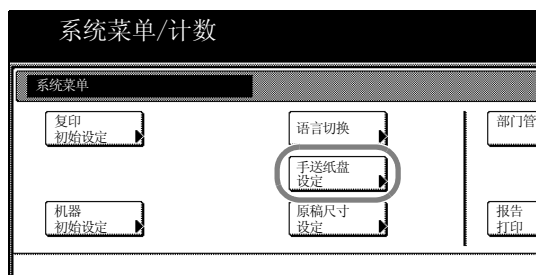 系统菜单/计数
系统菜单
复印
初始设定
语言切换
部门管
手送纸盘
设定
机器
初始设定
原稿尺寸
设定
报告
打印